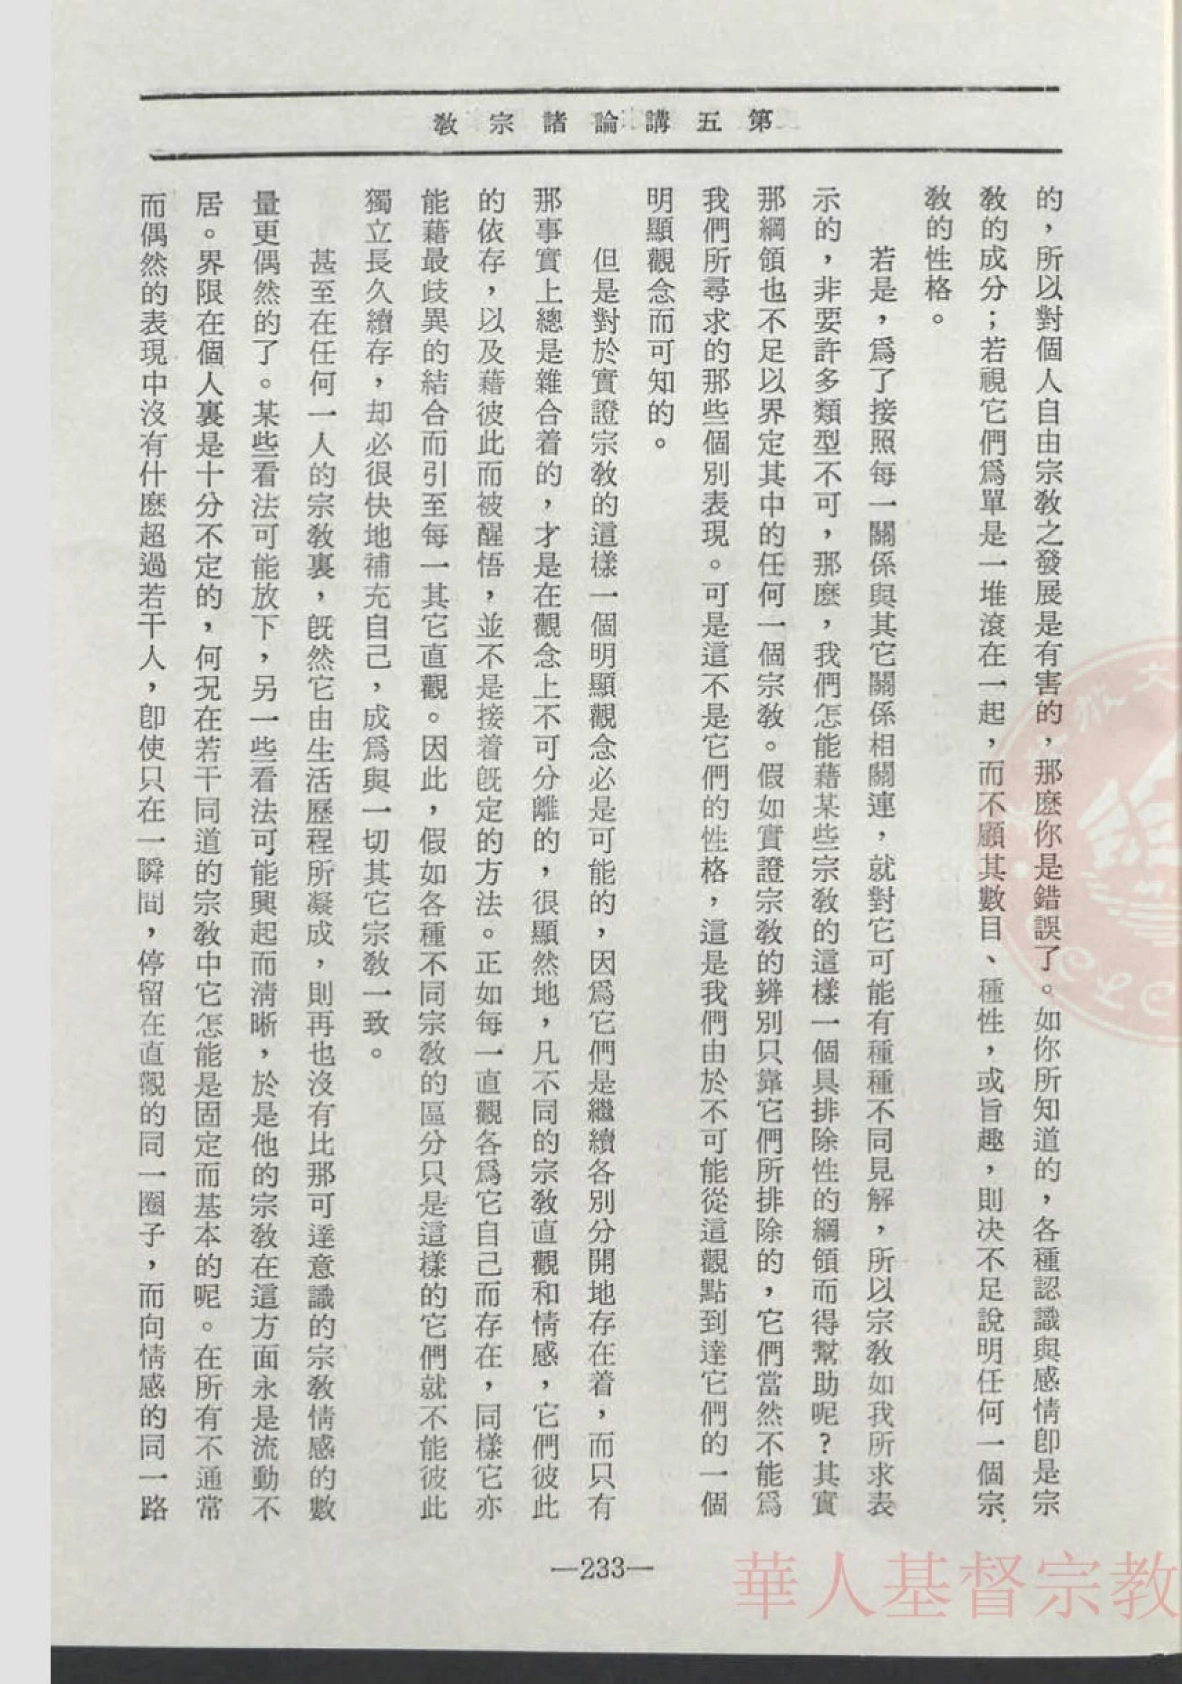 第五講論諸宗教
的，所以對個人自由宗教之發展是有害的，那麼你是錯誤了。如你所知道的，各種認識與感情卽是宗
教的成分；若視它們爲單是一堆滾在一起，而不顧其數目、種性，或旨趣，則决不足說明任何一個宗
教的性格。
若是，爲了接照每一關係與其它關係相關連，就對它可能有種種不同見解，所以宗教如我所求表
示的，非要許多類型不可，那麽，我們怎能藉某些宗教的這樣一個具排除性的綱領而得幫助呢？其實
那綱領也不足以界定其中的任何一個宗教。假如實證宗教的辨別只靠它們所排除的，它們當然不能爲
我們所尋求的那些個別表現。可是這不是它們的性格，這是我們由於不可能從這觀點到達它們的一個
明顯觀念而可知的。
但是對於實證宗教的這樣一個明顯觀念必是可能的，因爲它們是繼續各別分開地存在着，而只有
那事實上總是雜合着的，才是在觀念上不可分離的，很顯然地，凡不同的宗教直觀和情感，它們彼此
的依存，以及藉彼此而被醒悟，並不是接着旣定的方法。正如每一直觀各爲它自己而存在，同樣它亦
能藉最歧異的結合而引至每一其它直觀。因此，假如各種不同宗教的區分只是這樣的它們就不能彼此
獨立長久續存，却必很快地補充自己，成爲與一切其它宗教一致。
甚至在任何一人的宗教裏，旣然它由生活歷程所凝成，則再也沒有比那可達意識的宗教情感的數
量更偶然的了。某些看法可能放下，另一些看法可能興起而清晰，於是他的宗教在這方面永是流動不
居。界限在個人裏是十分不定的，何况在若干同道的宗教中它怎能是固定而基本的呢。在所有不通常
而偶然的表現中沒有什麽超過若干人，卽使只在一瞬間，停留在直觀的同一圈子，而向情感的同一路
—233—
華人基督宗教